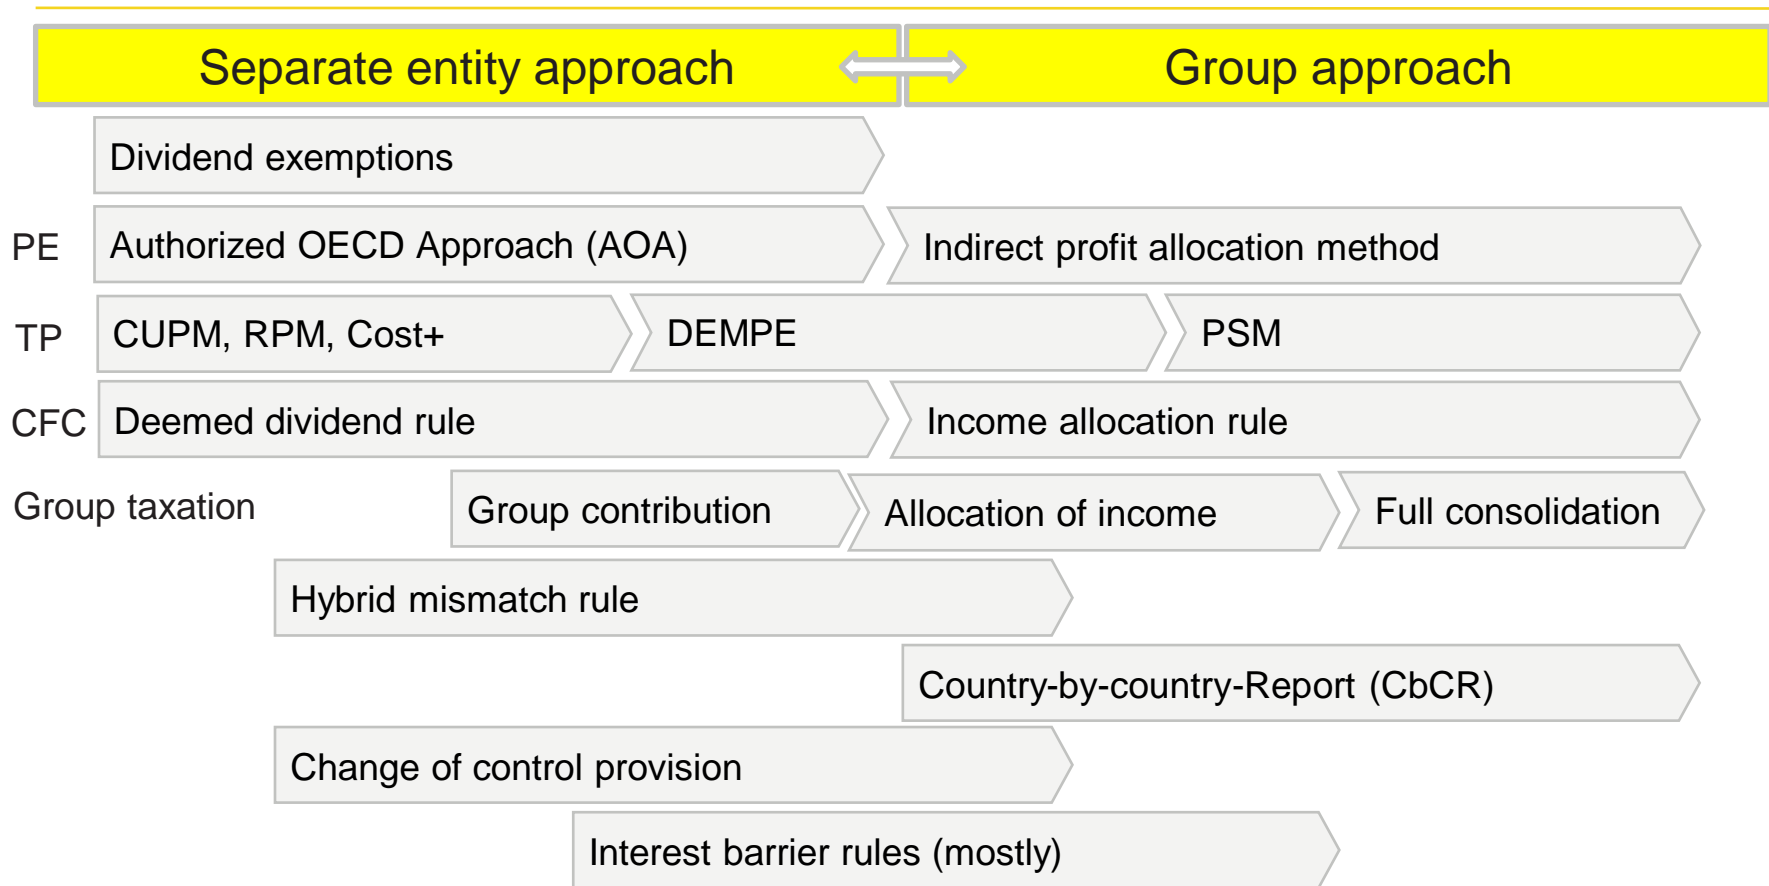 Separate entity approach
Group approach
Dividend exemptions
PE
Authorized OECD Approach (AOA)
Indirect profit allocation method
TP
CUPM, RPM, Cost+
DEMPE
PSM
CFC
Deemed dividend rule
Income allocation rule
Group taxation
Group contribution
Allocation of income
Full consolidation
Hybrid mismatch rule
Country-by-country-Report (CbCR)
Change of control provision
Interest barrier rules (mostly)